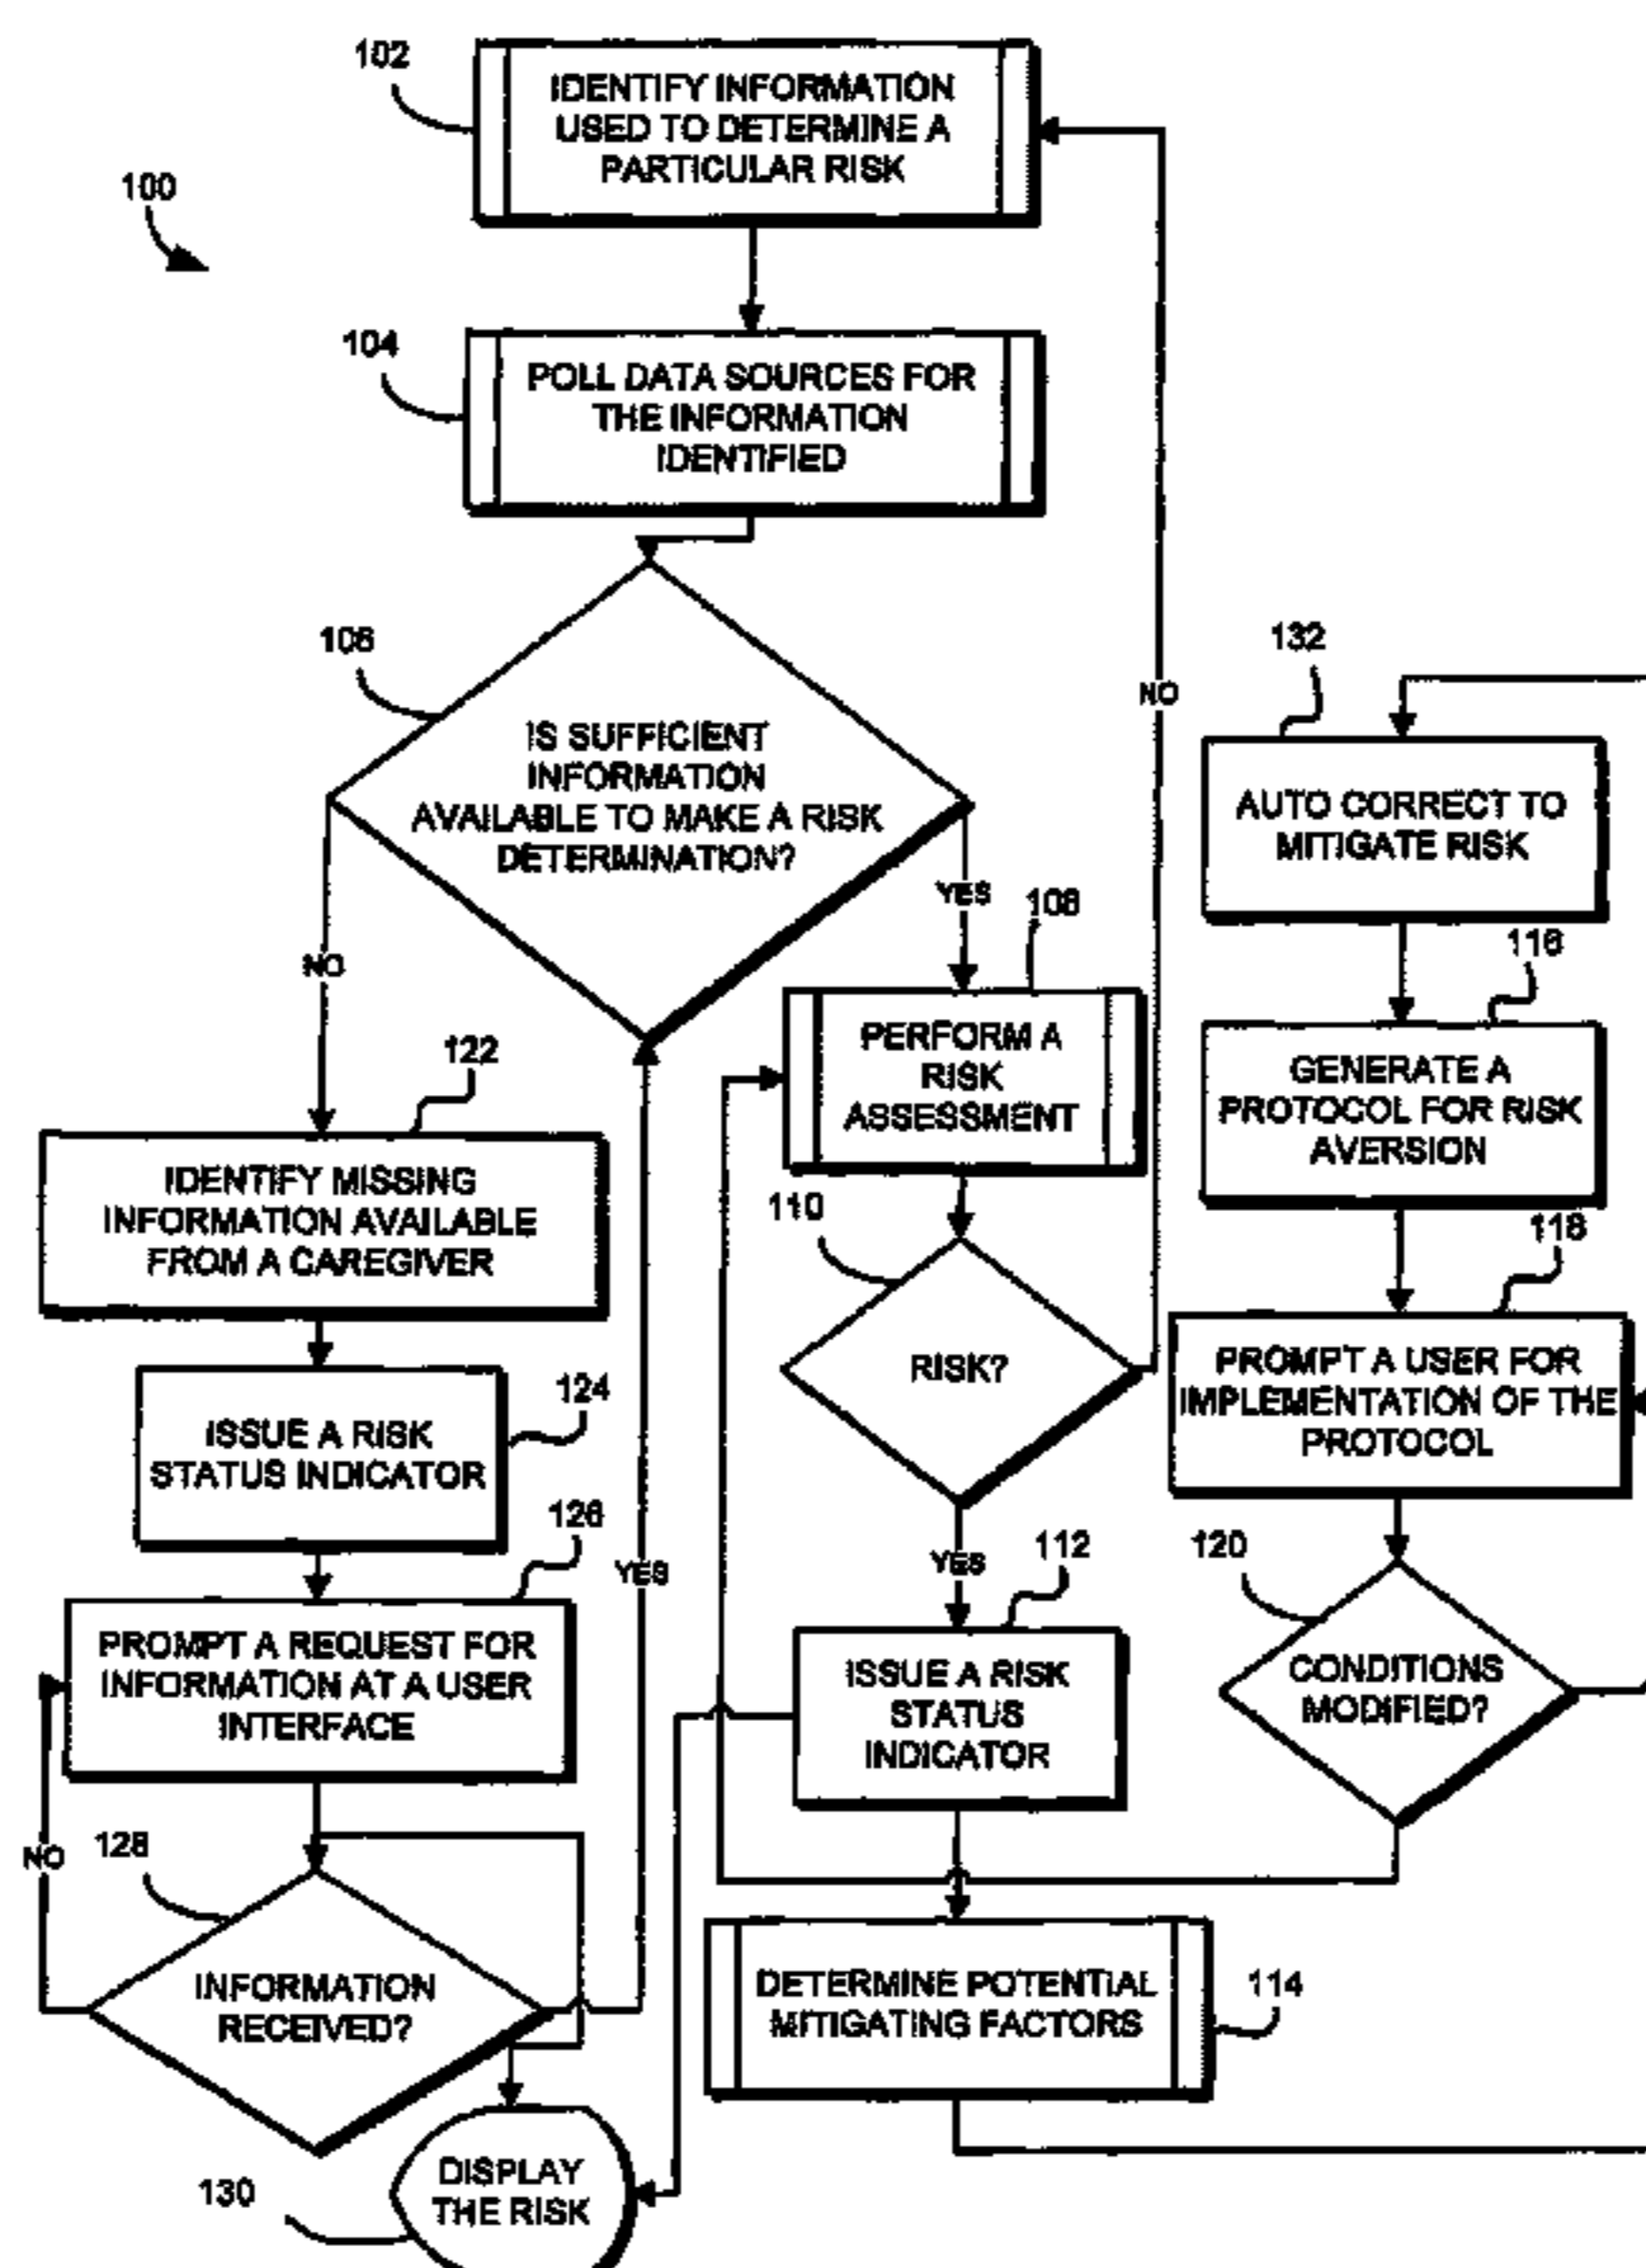 102
IDENTIFY INFORMATION
USED TO DETERMINE A
PARTICULAR RISK
100
104
POLL DATA SOURCES FOR
THE INFORMATION
IDENTIFIED
106
IS SUFFICIENT
INFORMATION
AVAILABLE TO MAKE A RISK
DETERMINATION?
NO
YES
NO
132
AUTO CORRECT TO
MITIGATE RISK
108
PERFORM A
RISK
ASSESSMENT
116
GENERATE A
PROTOCOL FOR RISK
AVERSION
122
IDENTIFY MISSING
INFORMATION AVAILABLE
FROM A CAREGIVER
110
RISK?
118
PROMPT A USER FOR
IMPLEMENTATION OF THE
PROTOCOL
124
ISSUE A RISK
STATUS INDICATOR
126
PROMPT A REQUEST FOR
INFORMATION AT A USER
INTERFACE
YES
YES
112
ISSUE A RISK
STATUS
INDICATOR
120
CONDITIONS
MODIFIED?
NO
128
INFORMATION
RECEIVED?
DETERMINE POTENTIAL
MITIGATING FACTORS
114
130
DISPLAY
THE RISK